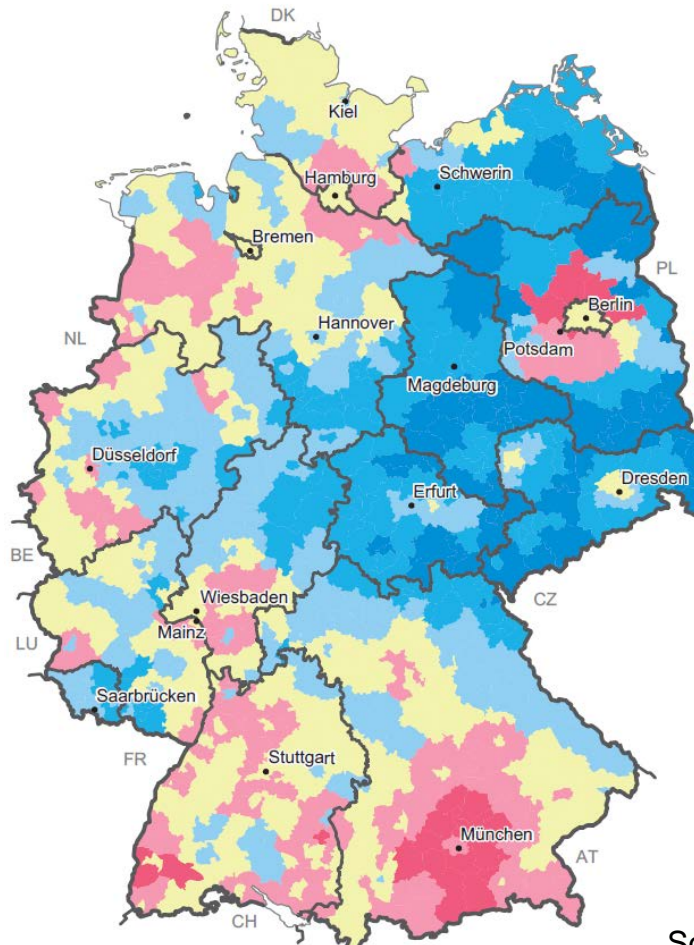 DK
Kiel
Hamburg
Schwerin
Bremen
PL
Berlin
NL
Hannover
Potsdam
Magdeburg
Düsseldorf
Erfurt
Dresden
BE
Wiesbaden
CZ
Mainz
LU
Saarbrücken
FR
Stuttgart
München
AT
CH